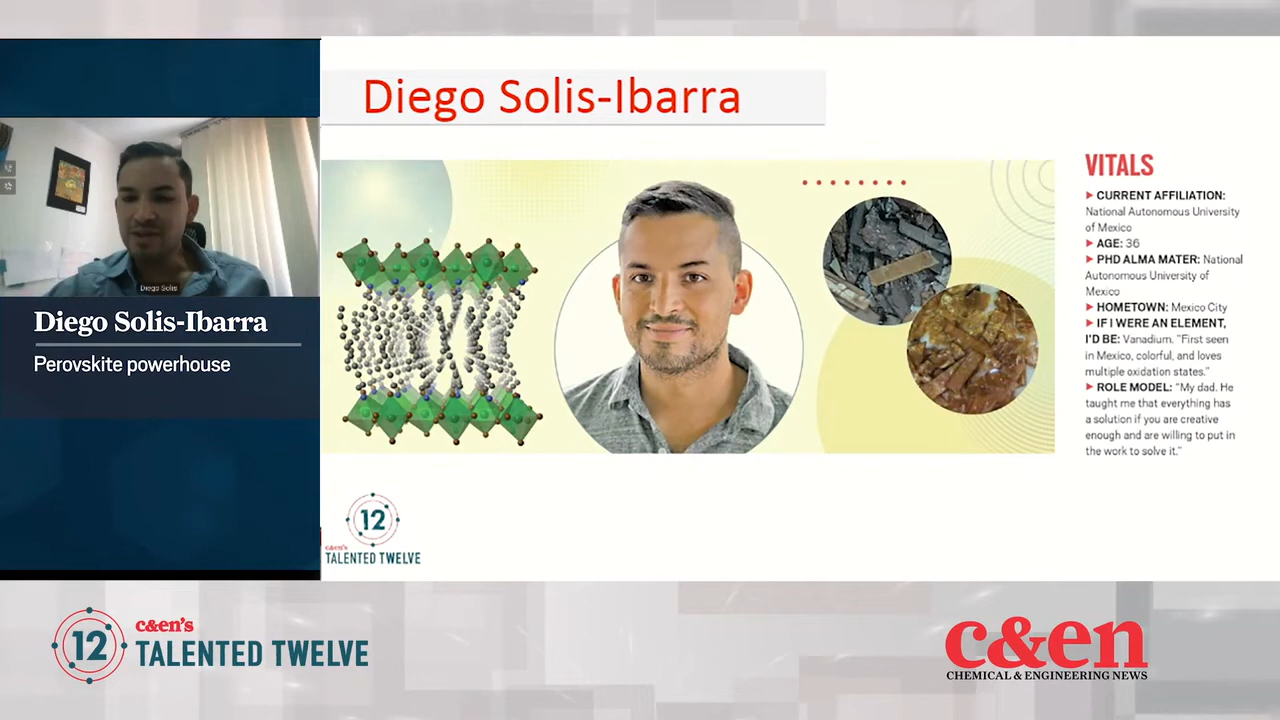 Diego Solis-Ibarra
Diego Solis
Diego Solis-Ibarra
Perovskite powerhouse
VITALS
▶ CURRENT AFFILIATION:
National Autonomous University
of Mexico
▶ AGE: 36
▶ PHD ALMA MATER: National
Autonomous University of
Mexico
▶ HOMETOWN: Mexico City
▶ IF I WERE AN ELEMENT,
I'D BE: Vanadium. “First seen
in Mexico, colorful, and loves
multiple oxidation states.”
▶ ROLE MODEL: “My dad. He
taught me that everything has
a solution if you are creative
enough and are willing to put in
the work to solve it.”
12
c&en's
TALENTED TWELVE
12
c&en's
TALENTED TWELVE
c&en
CHEMICAL & ENGINEERING NEWS